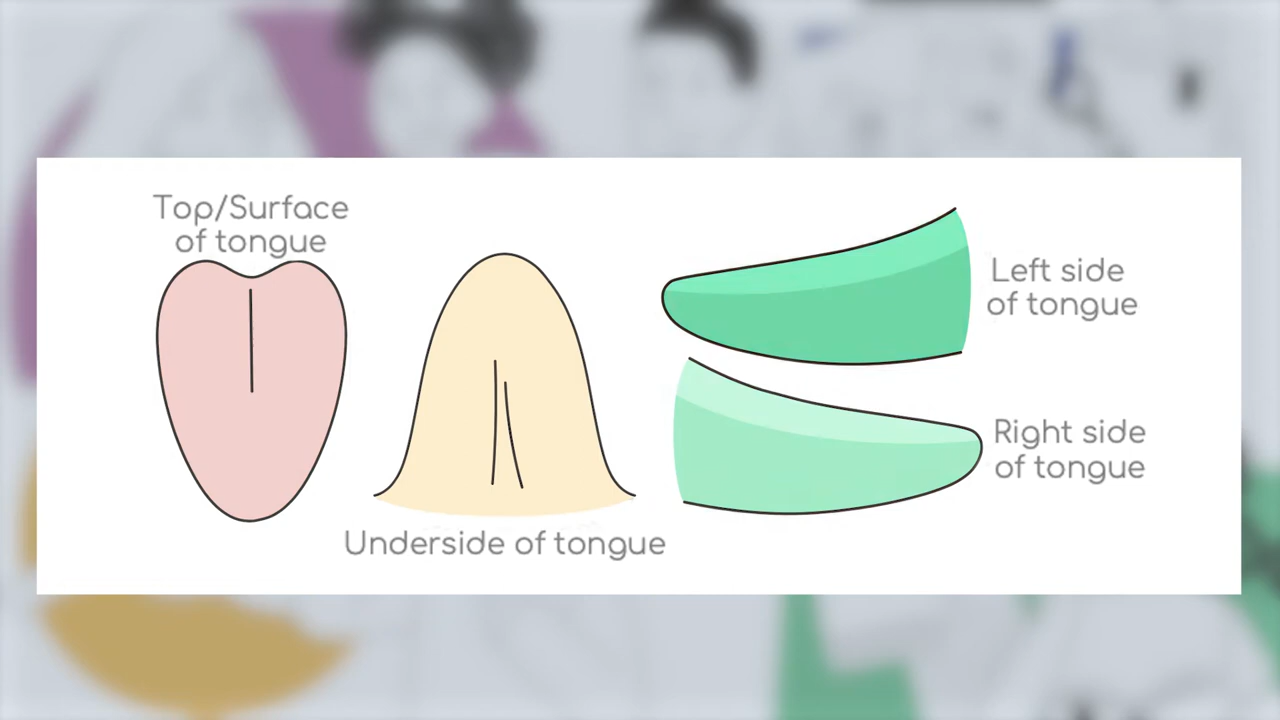 Top/Surface
of tongue
Underside of tongue
Left side
of tongue
Right side
of tongue